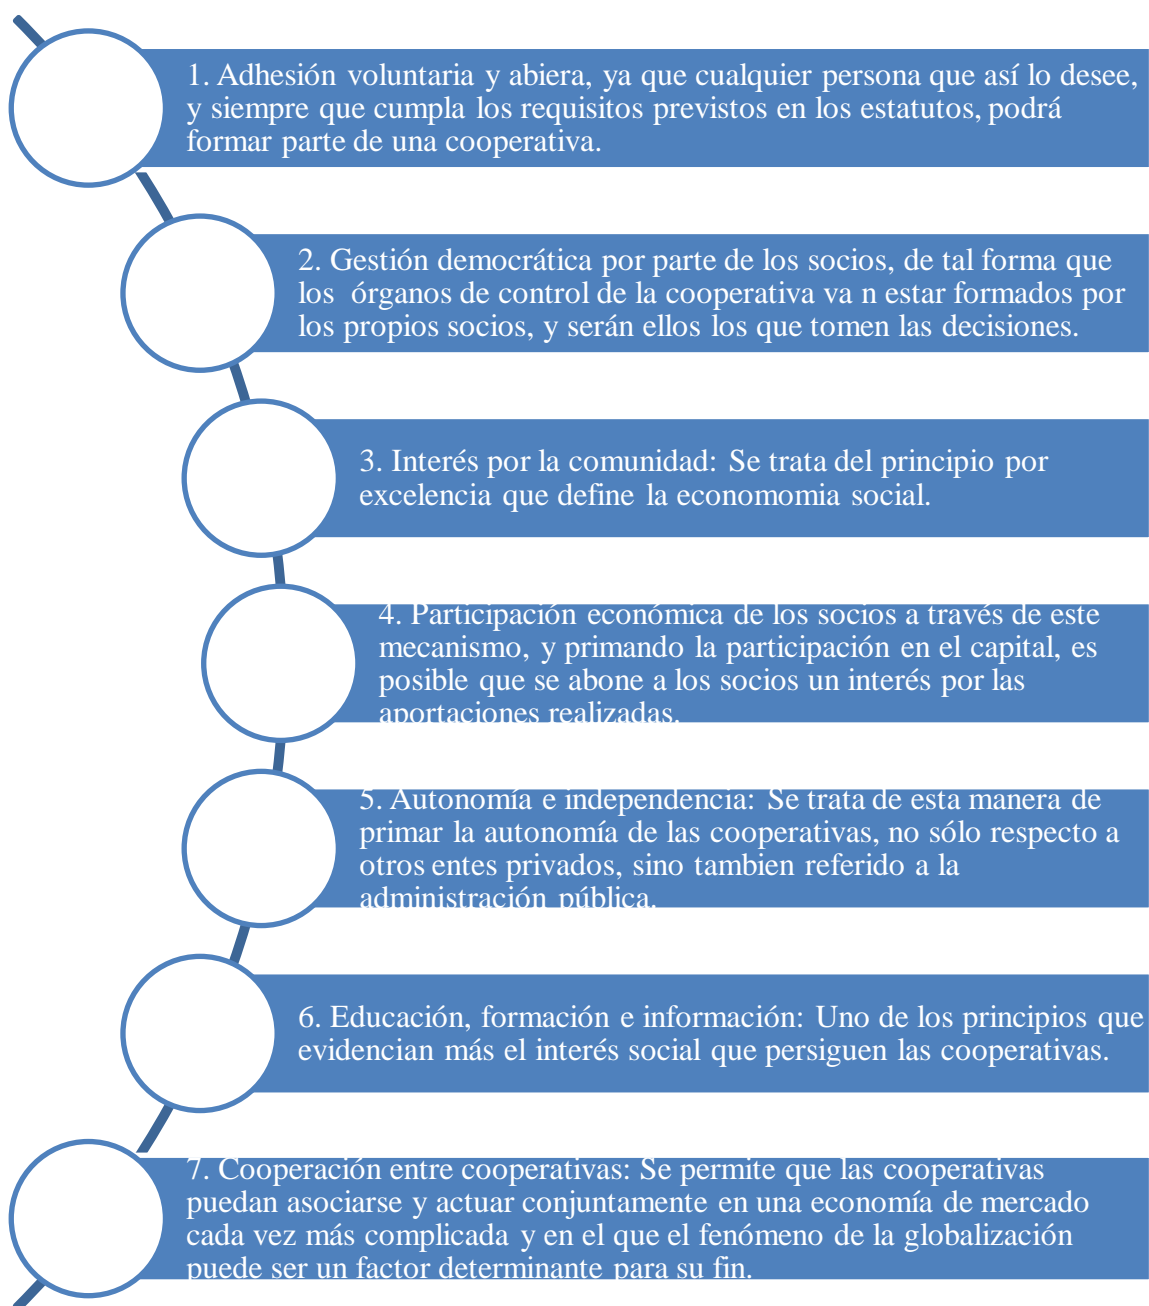 1. Adhesión voluntaria y abiera, ya que cualquier persona que así lo desee,
y siempre que cumpla los requisitos previstos en los estatutos, podrá
formar parte de una cooperativa.
2. Gestión democrática por parte de los socios, de tal forma que
los órganos de control de la cooperativa va n estar formados por
los propios socios, y serán ellos los que tomen las decisiones.
3. Interés por la comunidad: Se trata del principio por
excelencia que define la economomia social.
4. Participación económica de los socios a través de este
mecanismo, y primando la participación en el capital, es
posible que se abone a los socios un interés por las
aportaciones realizadas.
5. Autonomía e independencia: Se trata de esta manera de
primar la autonomía de las cooperativas, no sólo respecto a
otros entes privados, sino tambien referido a la
administración pública.
6. Educación, formación e información: Uno de los principios que
evidencian más el interés social que persiguen las cooperativas.
7. Cooperación entre cooperativas: Se permite que las cooperativas
puedan asociarse y actuar conjuntamente en una economía de mercado
cada vez más complicada y en el que el fenómeno de la globalización
puede ser un factor determinante para su fin.